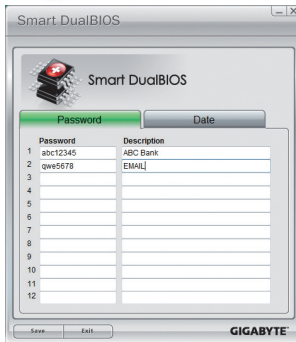 Smart DualBIOS
Smart DualBIOS
Password Date
Password Description
1 abc12345 ABC Bank
2 qwe5678 EMAIL
3
4
5
6
7
8
9
10
11
12
Save Exit GIGABYTE™